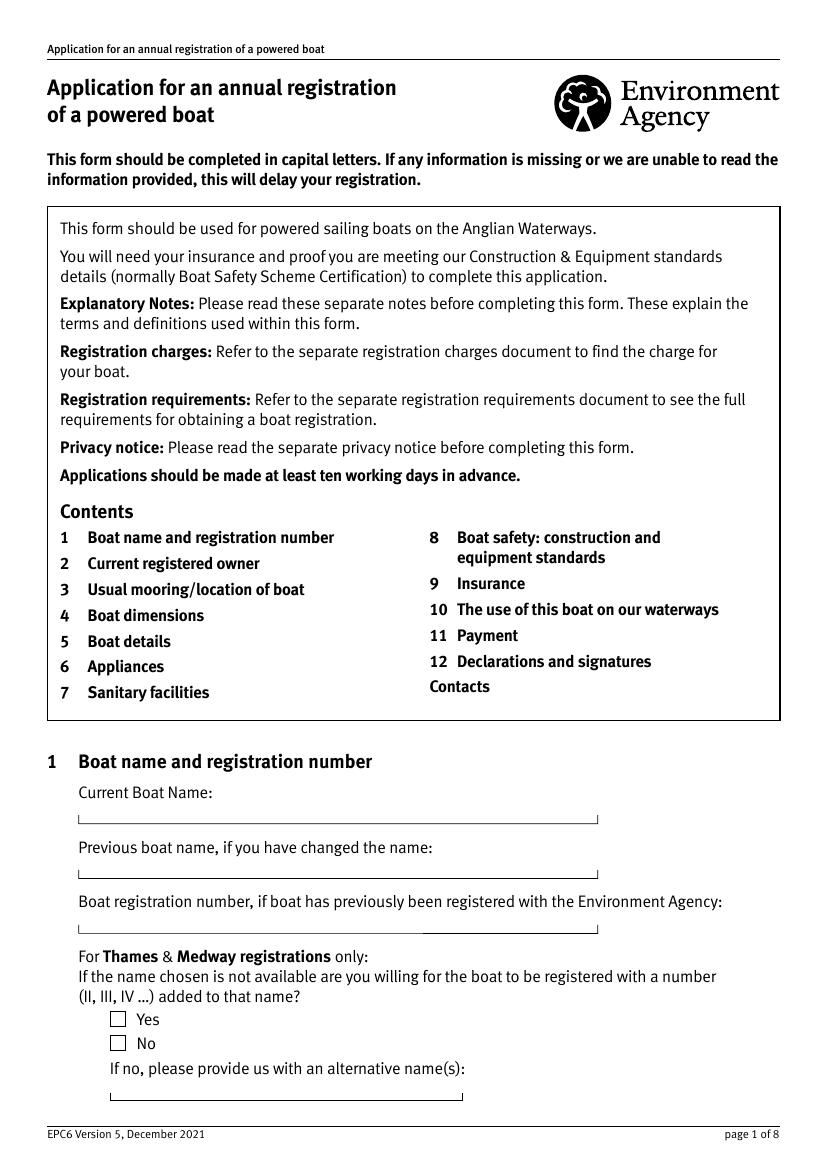 Application for an annual registration of a powered boat
Application for an annual registration
of a powered boat
Environment
Agency
This form should be completed in capital letters. If any information is missing or we are unable to read the
information provided, this will delay your registration.
This form should be used for powered sailing boats on the Anglian Waterways.
You will need your insurance and proof you are meeting our Construction & Equipment standards
details (normally Boat Safety Scheme Certification) to complete this application.
Explanatory Notes: Please read these separate notes before completing this form. These explain the
terms and definitions used within this form.
Registration charges: Refer to the separate registration charges document to find the charge for
your boat.
Registration requirements: Refer to the separate registration requirements document to see the full
requirements for obtaining a boat registration.
Privacy notice: Please read the separate privacy notice before completing this form.
Applications should be made at least ten working days in advance.
Contents
1 Boat name and registration number
2 Current registered owner
3 Usual mooring/location of boat
4 Boat dimensions
5 Boat details
6 Appliances
7 Sanitary facilities
8 Boat safety: construction and
equipment standards
9 Insurance
10 The use of this boat on our waterways
11 Payment
12 Declarations and signatures
Contacts
1 Boat name and registration number
Current Boat Name:
Previous boat name, if you have changed the name:
Boat registration number, if boat has previously been registered with the Environment Agency:
For Thames & Medway registrations only:
If the name chosen is not available are you willing for the boat to be registered with a number
(II, III, IV ...) added to that name?
Yes
No
If no, please provide us with an alternative name(s):
EPC6 Version 5, December 2021
page 1 of 8